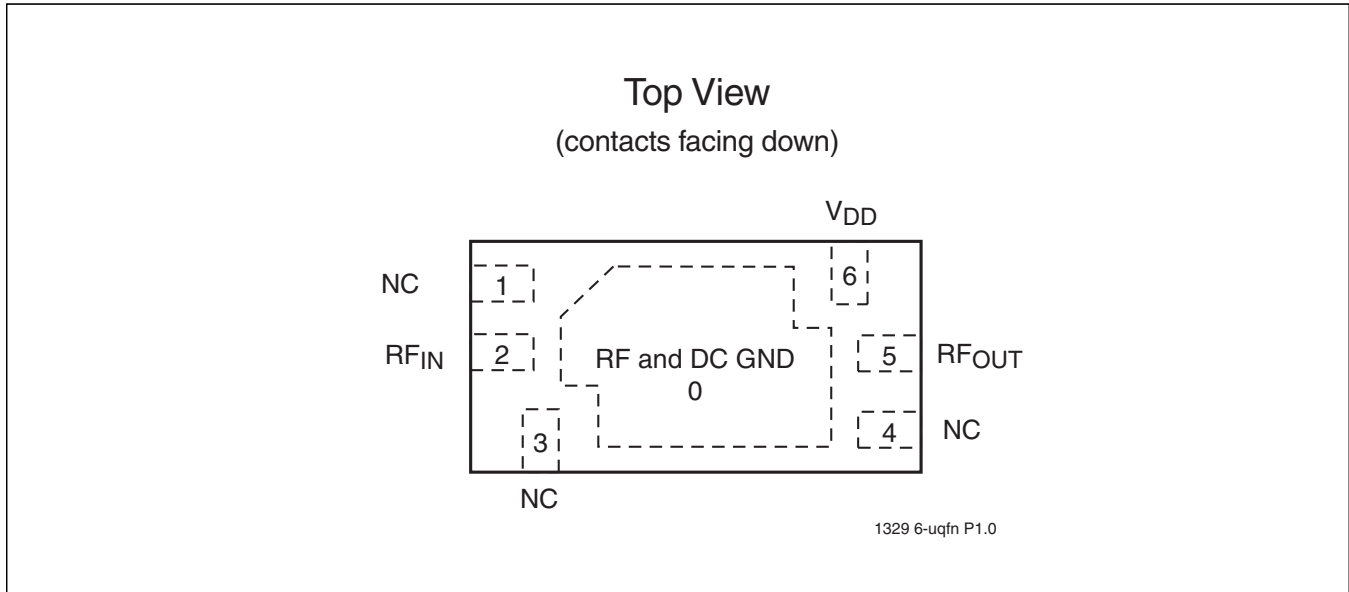 Top View
(contacts facing down)
VDD
NC
1
6
RFIN
2
RF and DC GND
0
5
RFOUT
3
4
NC
NC
1329 6-uqfn P1.0